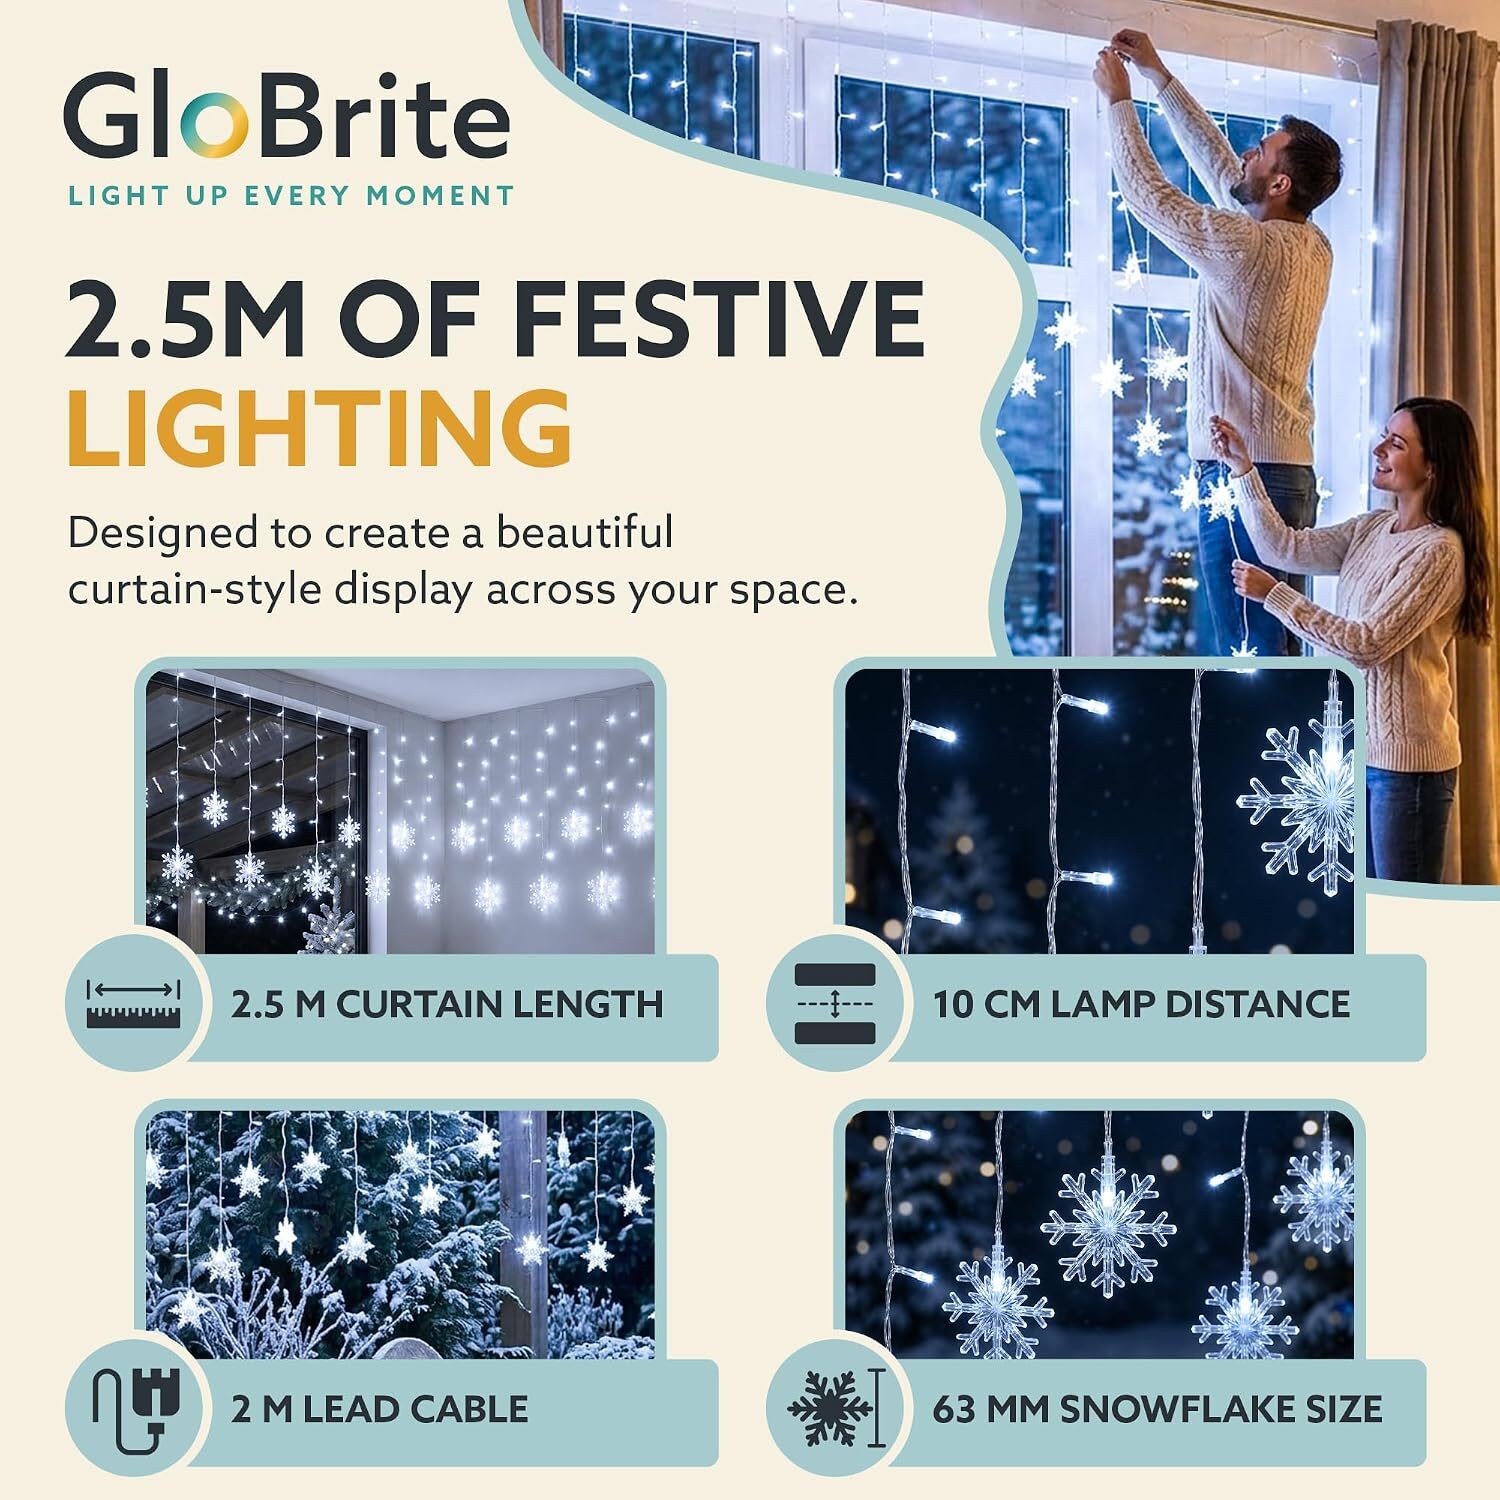 GloBrite
LIGHT UP EVERY MOMENT
2.5M OF FESTIVE
LIGHTING
Designed to create a beautiful
curtain-style display across your space.
2.5 M CURTAIN LENGTH
10 CM LAMP DISTANCE
2 M LEAD CABLE
63 MM SNOWFLAKE SIZE